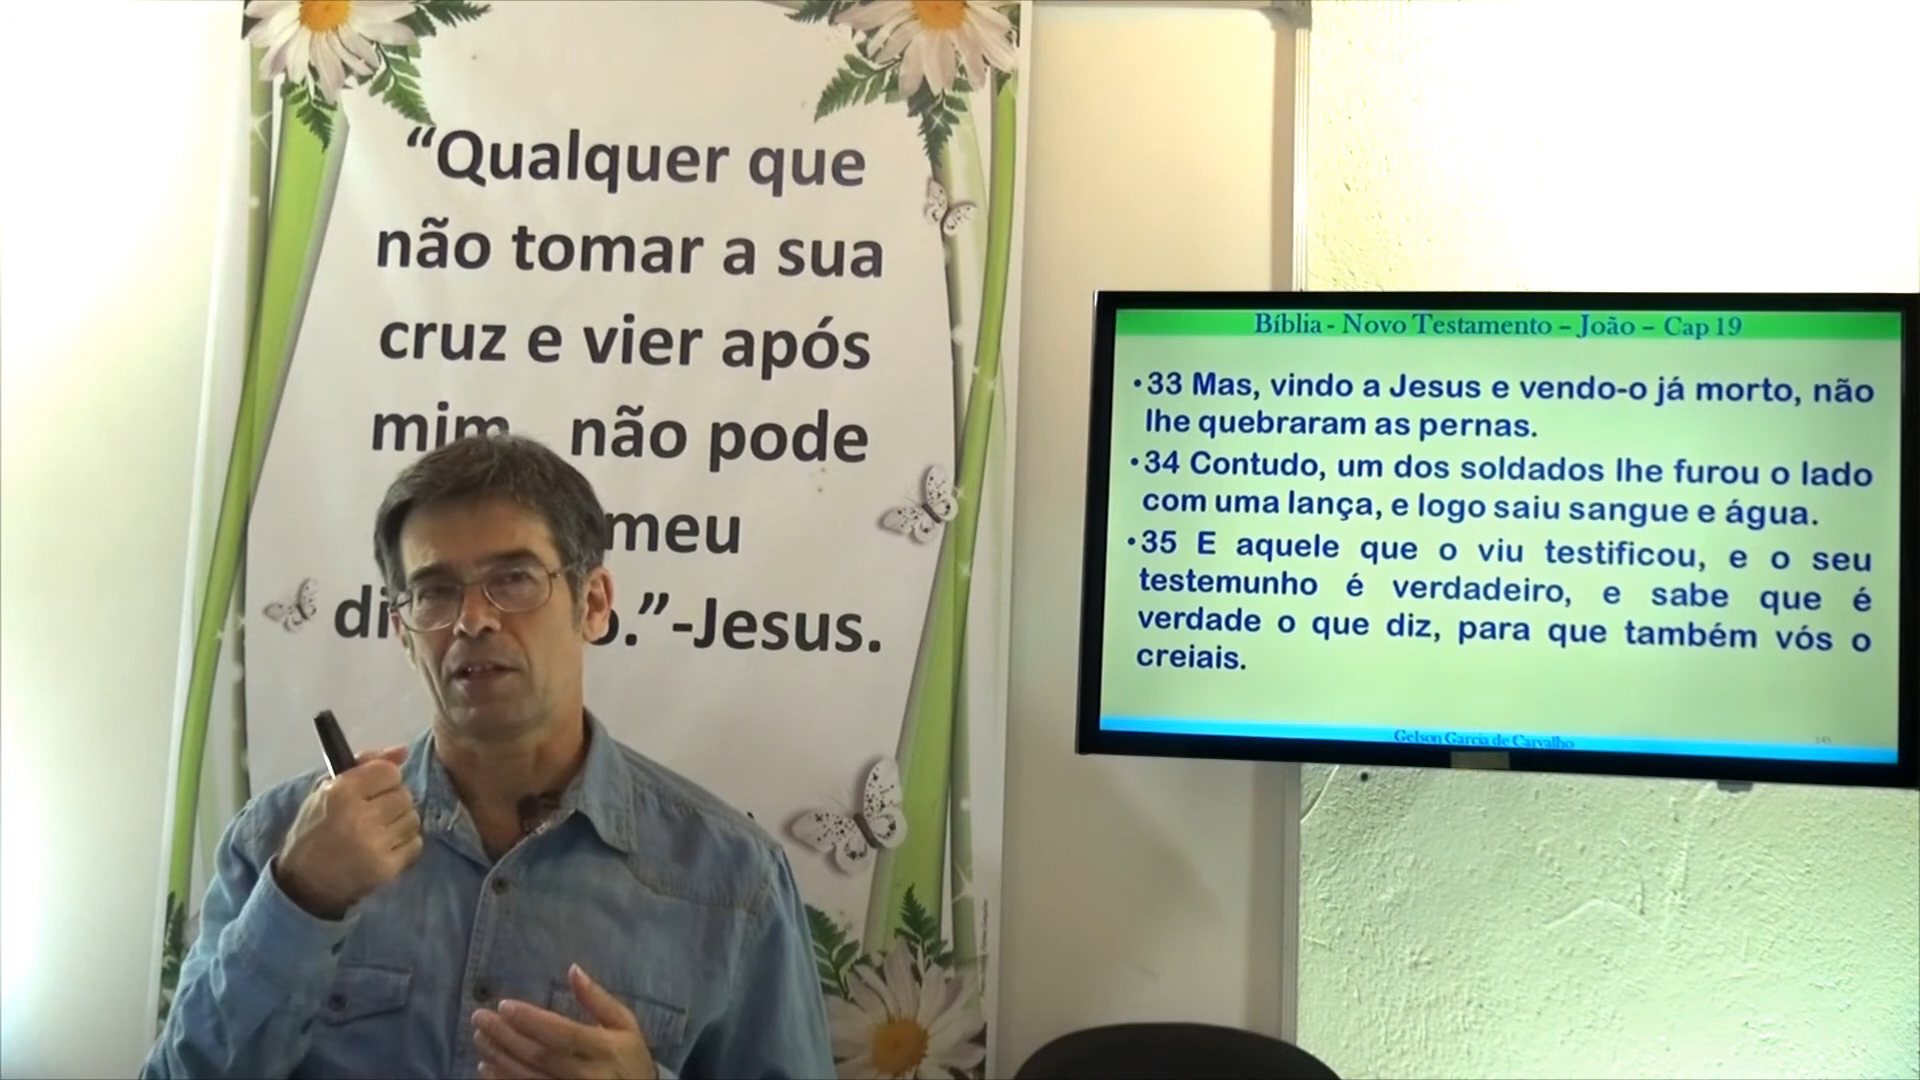 “Qualquer que
não tomar a sua
cruz e vier após
não pode
meu
-Jesus.
Bíblia - Novo Testamento – João – Cap 19
•33 Mas, vindo a Jesus e vendo-o já morto, não
lhe quebraram as pernas.
•34 Contudo, um dos soldados lhe furou o lado
com uma lança, e logo saiu sangue e água.
•35 E aquele que o viu testificou, e o seu
testemunho é verdadeiro, e sabe que é
verdade o que diz, para que também vós o
creiais.
Gelson Garcia de Carvalho